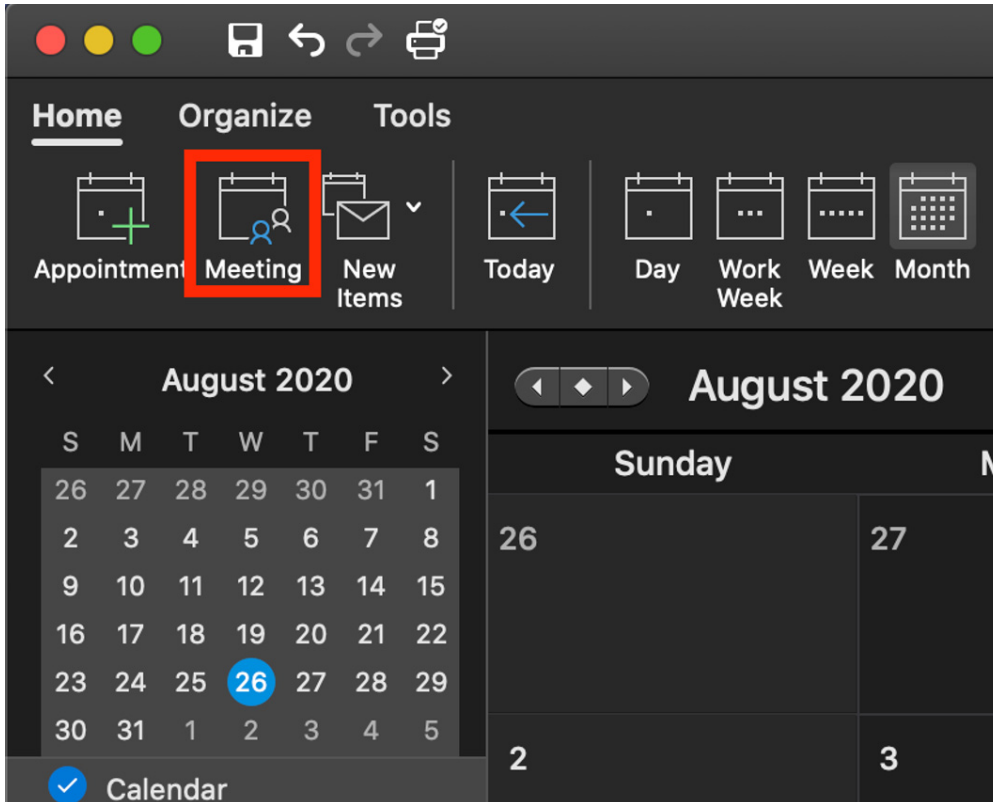 Home Organize Tools
Appointment Meeting New Items Today Day Work Week Week Month
August 2020
S M T W T F S
26 27 28 29 30 31 1
2 3 4 5 6 7 8
9 10 11 12 13 14 15
16 17 18 19 20 21 22
23 24 25 26 27 28 29
30 31 1 2 3 4 5
Calendar
August 2020
Sunday M
26 27
2 3